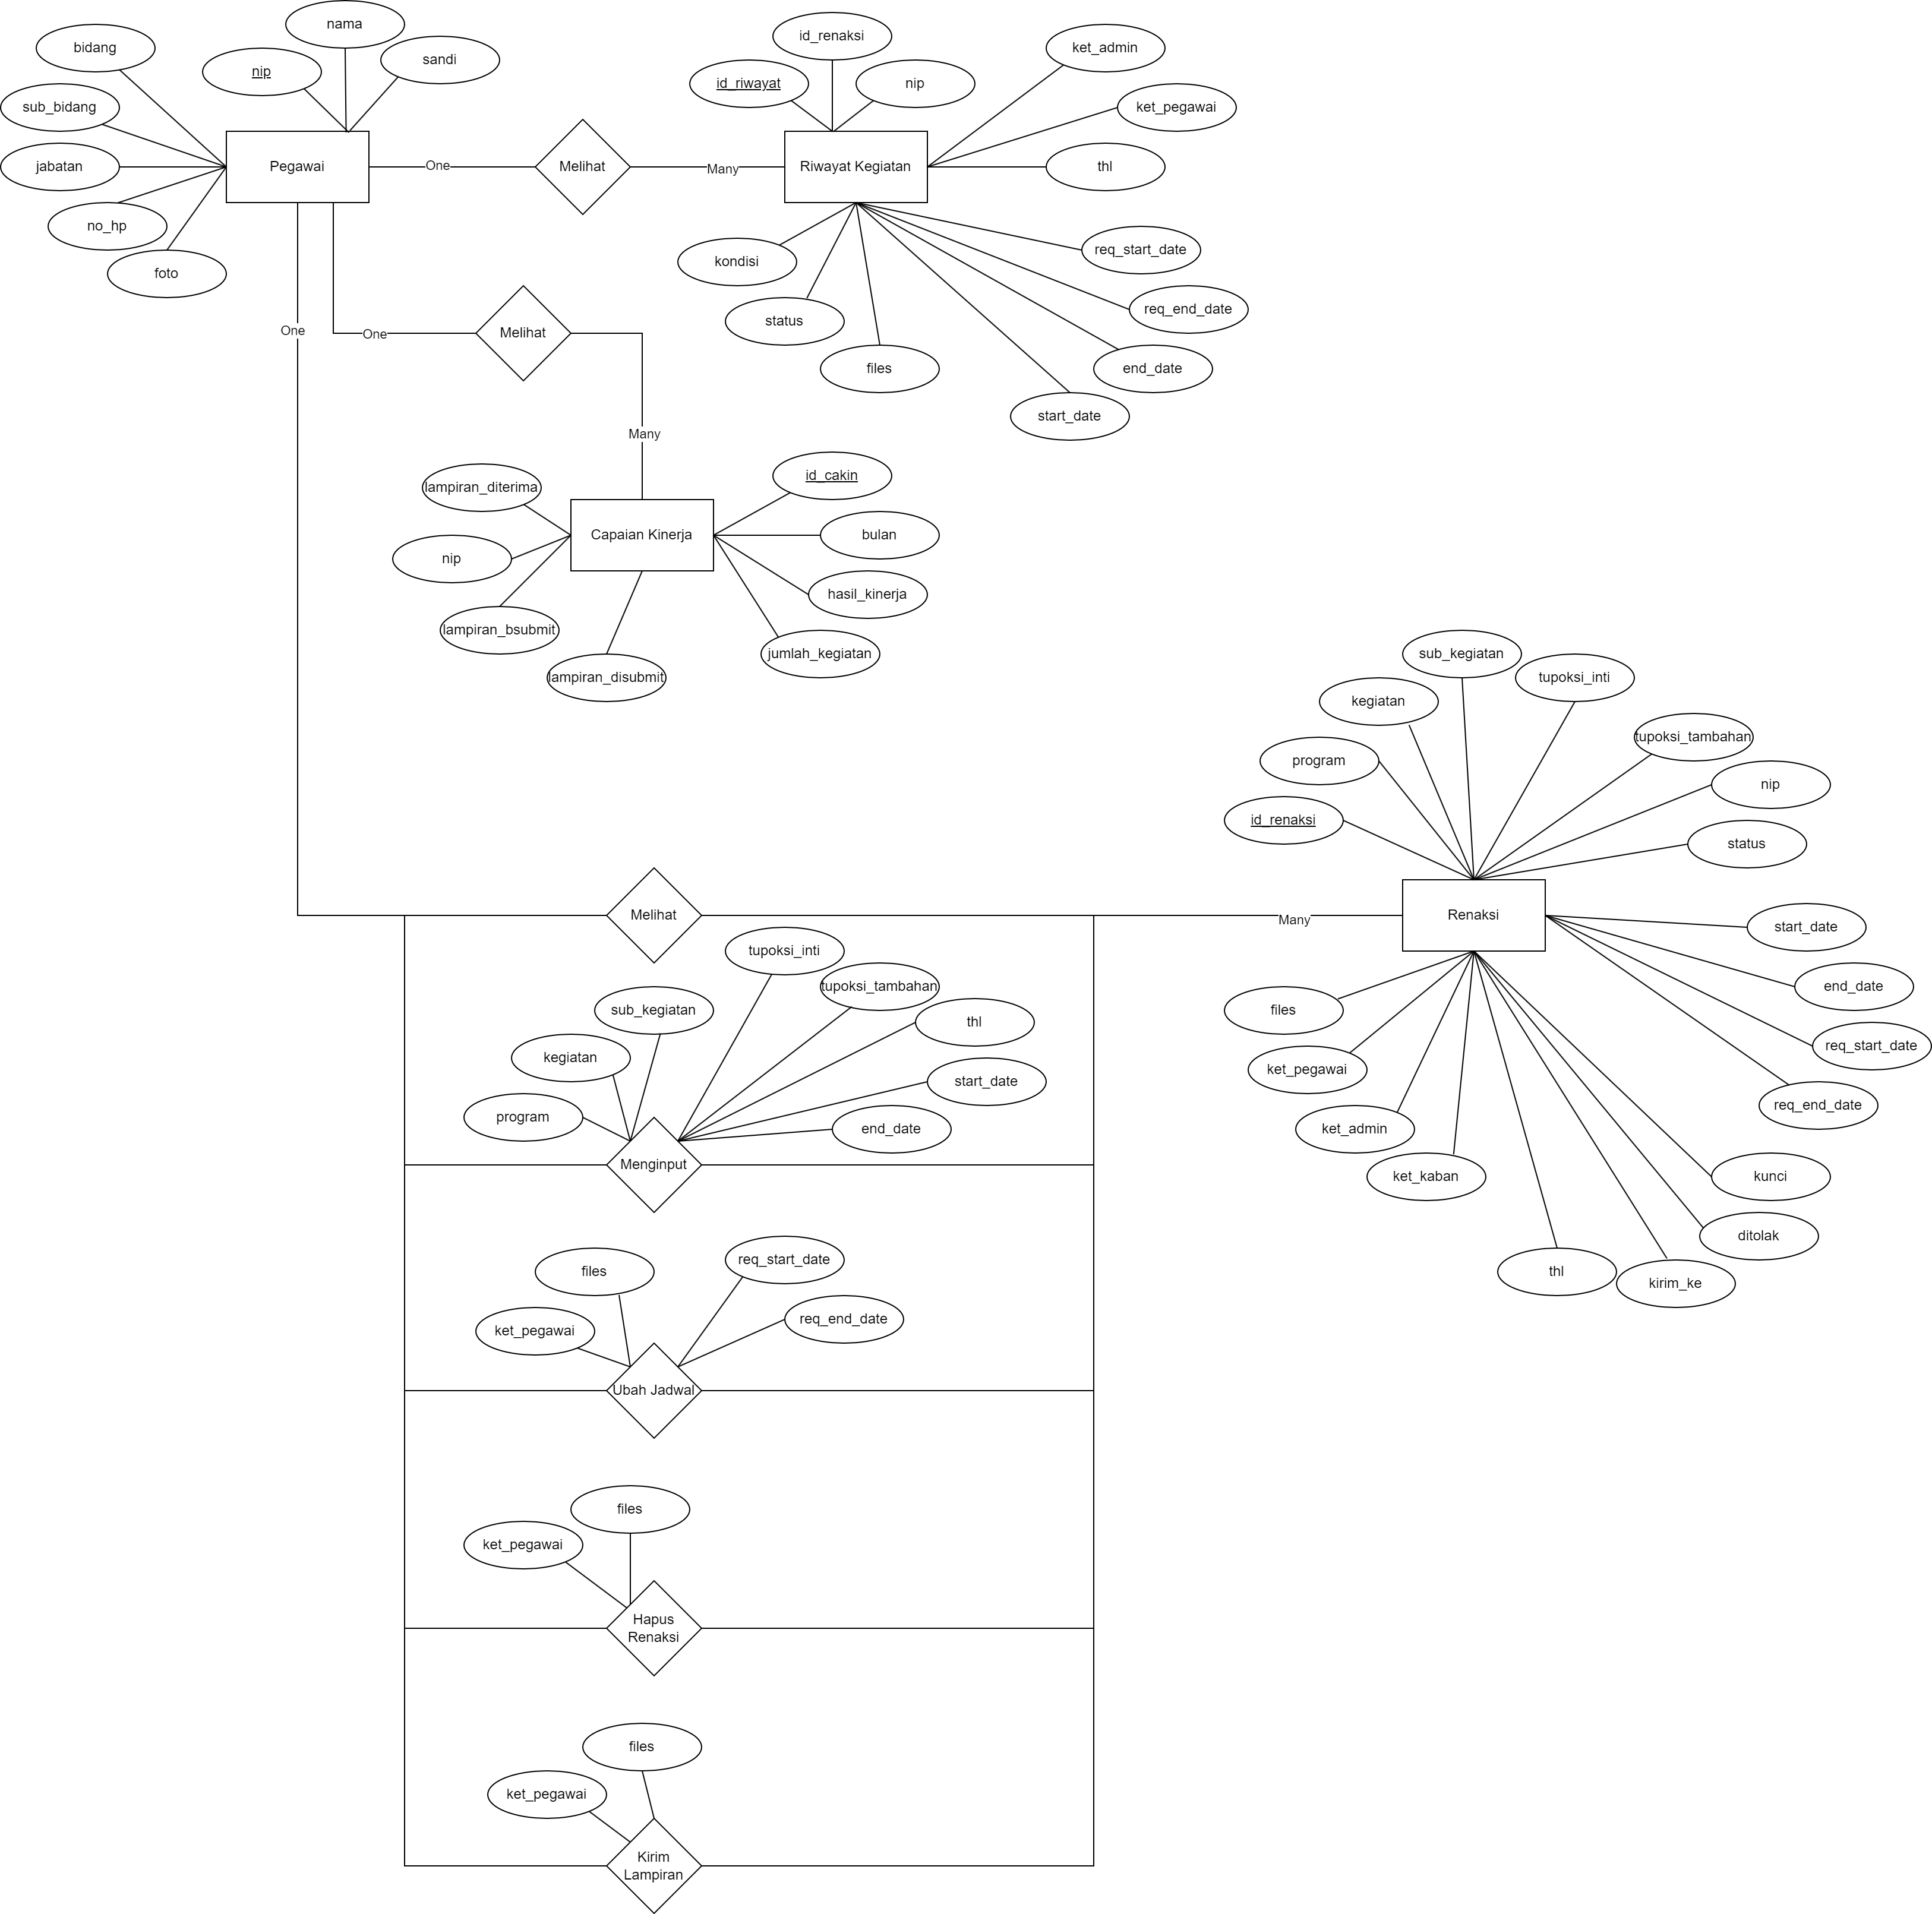 nama
bidang
sandi
nip
sub_bidang
Pegawai
jabatan
no_hp
foto
One
Melihat
Many
id_renaksi
id_riwayat
nip
ket_admin
ket_pegawai
Riwayat Kegiatan
thl
req_start_date
req_end_date
end_date
start_date
kondisi
status
files
One
One
Melihat
Many
lampiran_diterima
id_cakin
Capaian Kinerja
bulan
nip
hasil_kinerja
lampiran_bsubmit
jumlah_kegiatan
lampiran_disubmit
sub_kegiatan
tupoksi_inti
kegiatan
tupoksi_tambahan
program
nip
id_renaksi
status
Melihat
Many
Renaksi
start_date
end_date
req_start_date
req_end_date
files
ket_pegawai
ket_admin
ket_kaban
kunci
ditolak
thl
kirim_ke
tupoksi_inti
tupoksi_tambahan
sub_kegiatan
thl
kegiatan
start_date
program
end_date
Menginput
req_start_date
files
req_end_date
ket_pegawai
Ubah Jadwal
files
ket_pegawai
Hapus
Renaksi
files
ket_pegawai
Kirim
Lampiran